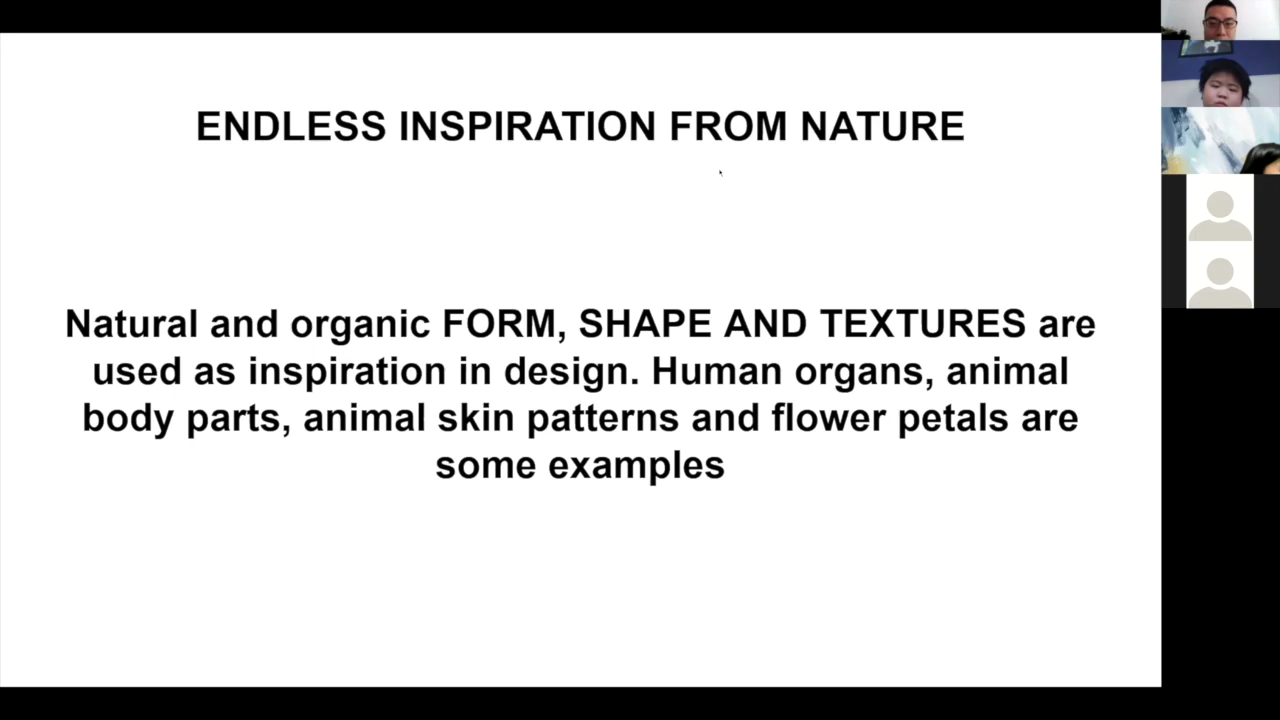 ENDLESS INSPIRATION FROM NATURE
Natural and organic FORM, SHAPE AND TEXTURES are
used as inspiration in design. Human organs, animal
body parts, animal skin patterns and flower petals are
some examples